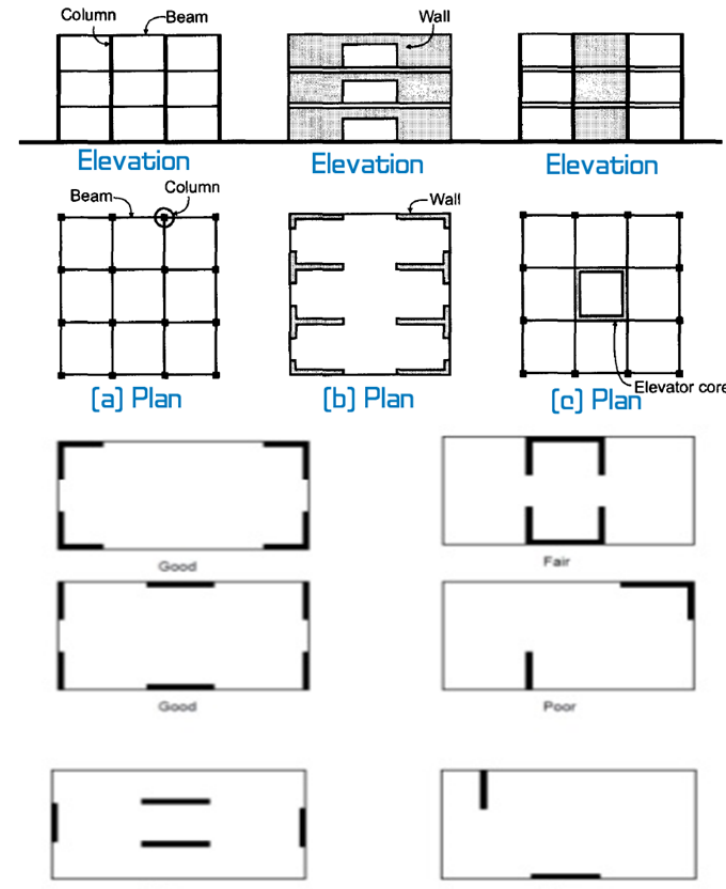 Column
Beam
Wall
Elevation
Elevation
Elevation
Beam
Column
Wall
Elevator core
(a) Plan
(b) Plan
(c) Plan
Good
Fair
Good
Poor